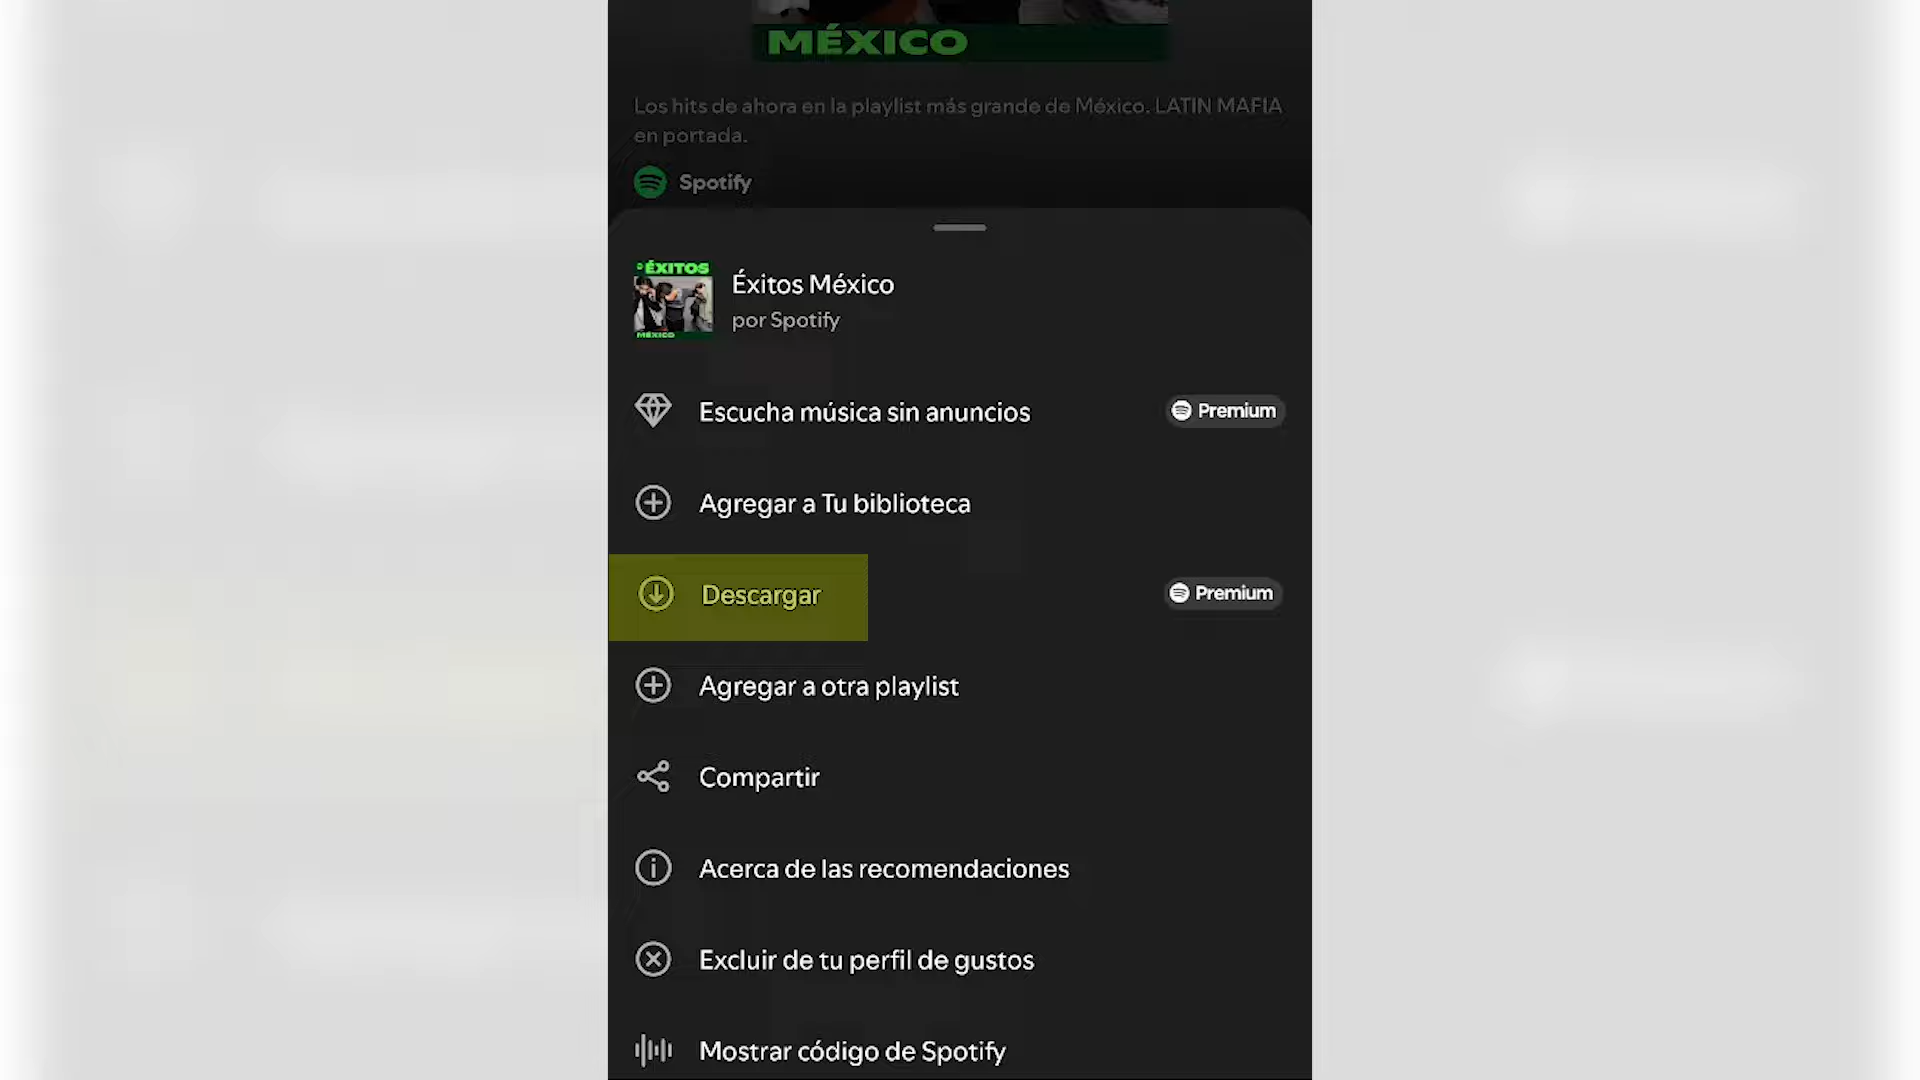 MÉXICO
Los hits de ahora en la playlist más grande de México. LATIN MAFIA
en portada.
Spotify
ÉXITOS
MÉXICO
Éxitos México
por Spotify
Escucha música sin anuncios
Premium
Agregar a Tu biblioteca
Descargar
Premium
Agregar a otra playlist
Compartir
Acerca de las recomendaciones
Excluir de tu perfil de gustos
Mostrar código de Spotify